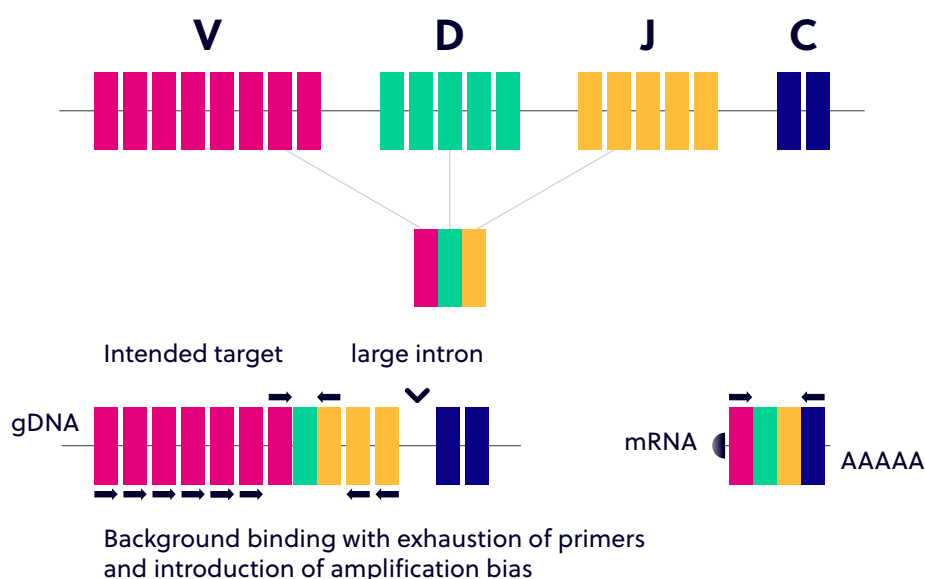 V D J C
Intended target large intron
gDNA
mRNA
AAAAA
Background binding with exhaustion of primers
and introduction of amplification bias